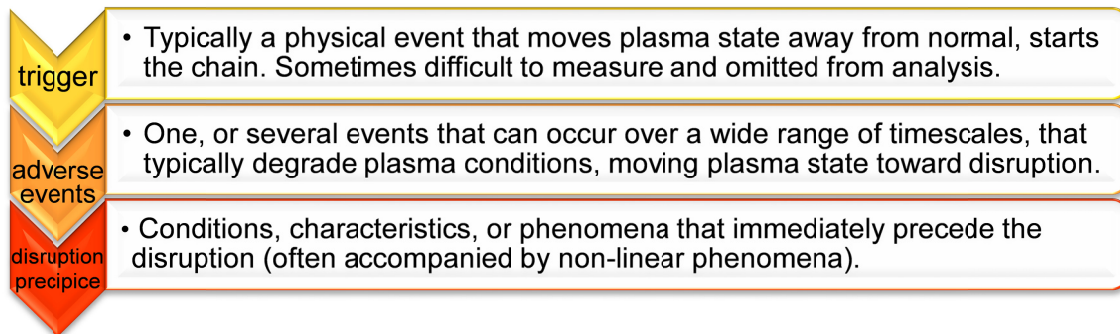 trigger
• Typically a physical event that moves plasma state away from normal, starts
the chain. Sometimes difficult to measure and omitted from analysis.
adverse
events
• One, or several events that can occur over a wide range of timescales, that
typically degrade plasma conditions, moving plasma state toward disruption.
disruption
precipice
• Conditions, characteristics, or phenomena that immediately precede the
disruption (often accompanied by non-linear phenomena).